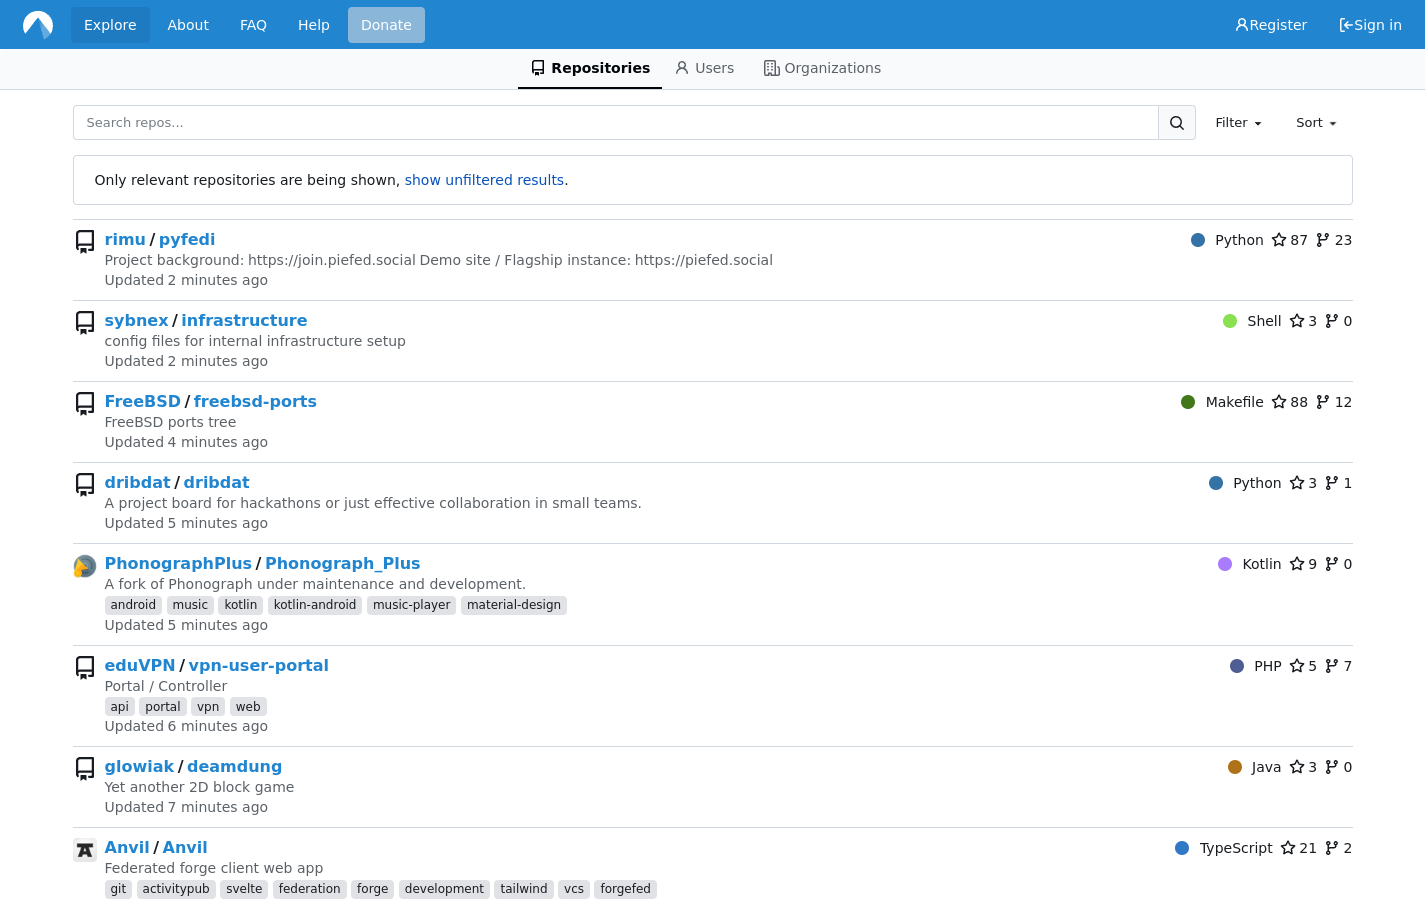 Explore About FAQ Help Donate Register Sign in
Repositories Users Organizations
Search repos... Filter Sort
Only relevant repositories are being shown, show unfiltered results.
rimu / pyfedi Python 87 23
Project background: https://join.piefed.social Demo site / Flagship instance: https://piefed.social
Updated 2 minutes ago
sybnex / infrastructure Shell 3 0
config files for internal infrastructure setup
Updated 2 minutes ago
FreeBSD / freebsd-ports Makefile 88 12
FreeBSD ports tree
Updated 4 minutes ago
dribdat / dribdat Python 3 1
A project board for hackathons or just effective collaboration in small teams.
Updated 5 minutes ago
PhonographPlus / Phonograph_Plus Kotlin 9 0
A fork of Phonograph under maintenance and development.
android music kotlin kotlin-android music-player material-design
Updated 5 minutes ago
eduVPN / vpn-user-portal PHP 5 7
Portal / Controller
api portal vpn web
Updated 6 minutes ago
glowiak / deamdung Java 3 0
Yet another 2D block game
Updated 7 minutes ago
Anvil / Anvil TypeScript 21 2
Federated forge client web app
git activitypub svelte federation forge development tailwind vcs forgefed